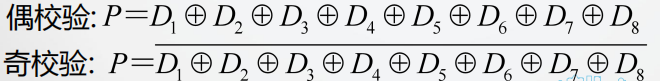 偶校验: P=D₁⊕D₂⊕D₃⊕D₄⊕D₅⊕D₆⊕D₇⊕D₈
奇校验: P=\overline{D₁⊕D₂⊕D₃⊕D₄⊕D₅⊕D₆⊕D₇⊕D₈}